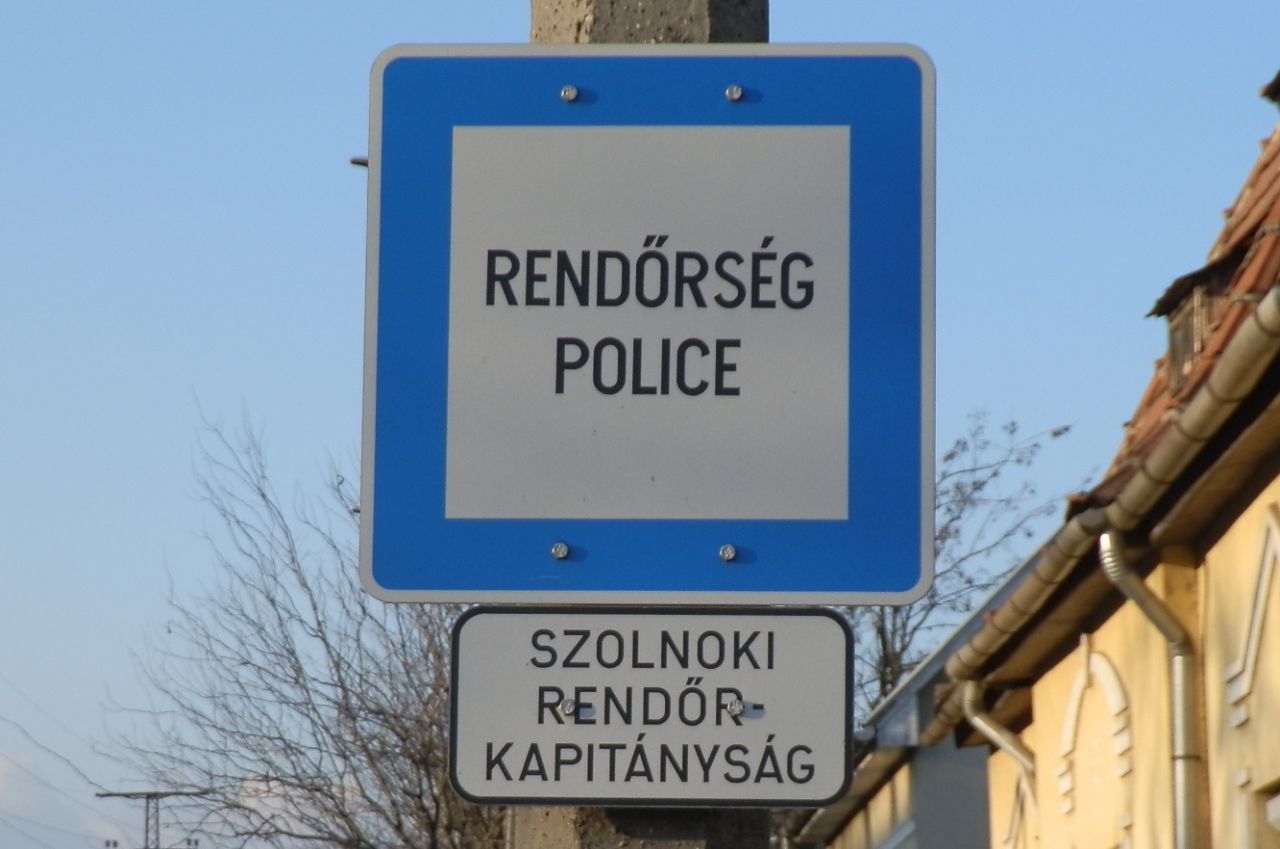 RENDŐRSÉG
POLICE
SZOLNOKI
RENDŐR-
KAPITÁNYSÁG